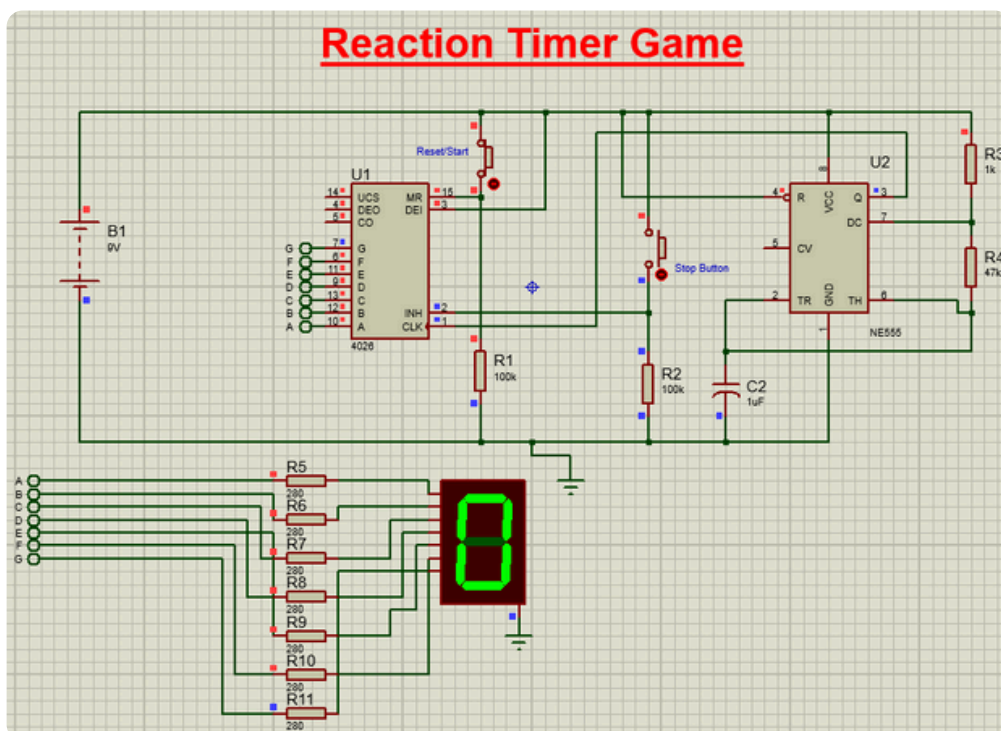 Reaction Timer Game
B1
9V
U1
14 UCS MR 15
4 DEO DEI 3
5 CO
G 7 G
F 6 F
E 11 E
D 9 D
C 13 C
B 12 B INH 2
A 10 A CLK 1
4026
Reset/Start
R1
100k
Stop Button
R2
100k
U2
8
VCC
4 R Q 3
DC 7
5 CV
2 TR GND TH 6
1
NE555
C2
1uF
R3
1k
R4
47k
A
B
C
D
E
F
G
R5
280
R6
280
R7
280
R8
280
R9
280
R10
280
R11
280
0